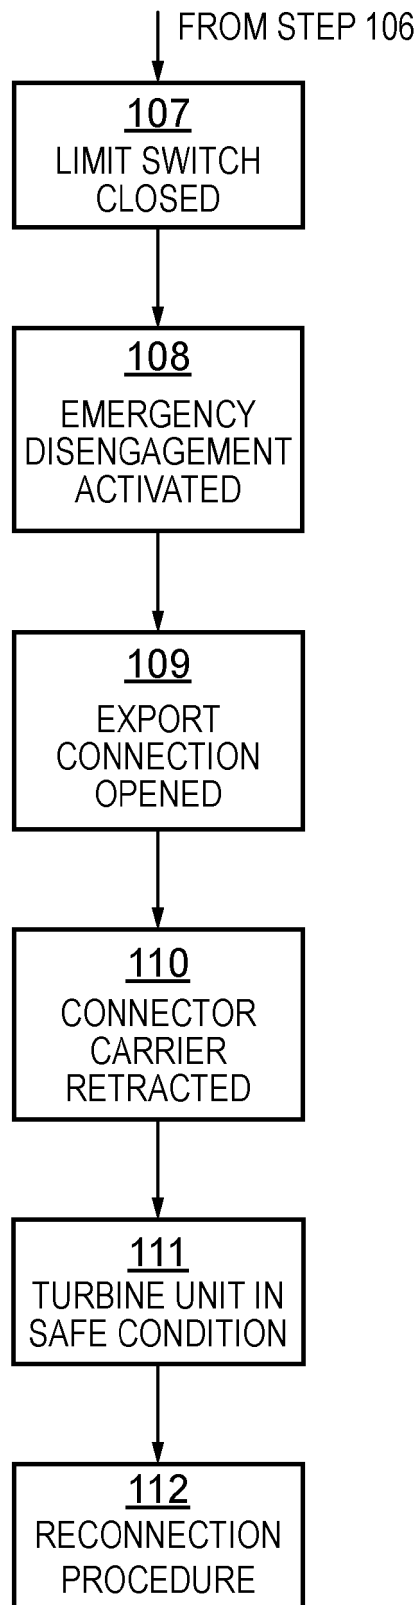 FROM STEP 106
107
LIMIT SWITCH
CLOSED
108
EMERGENCY
DISENGAGEMENT
ACTIVATED
109
EXPORT
CONNECTION
OPENED
110
CONNECTOR
CARRIER
RETRACTED
111
TURBINE UNIT IN
SAFE CONDITION
112
RECONNECTION
PROCEDURE